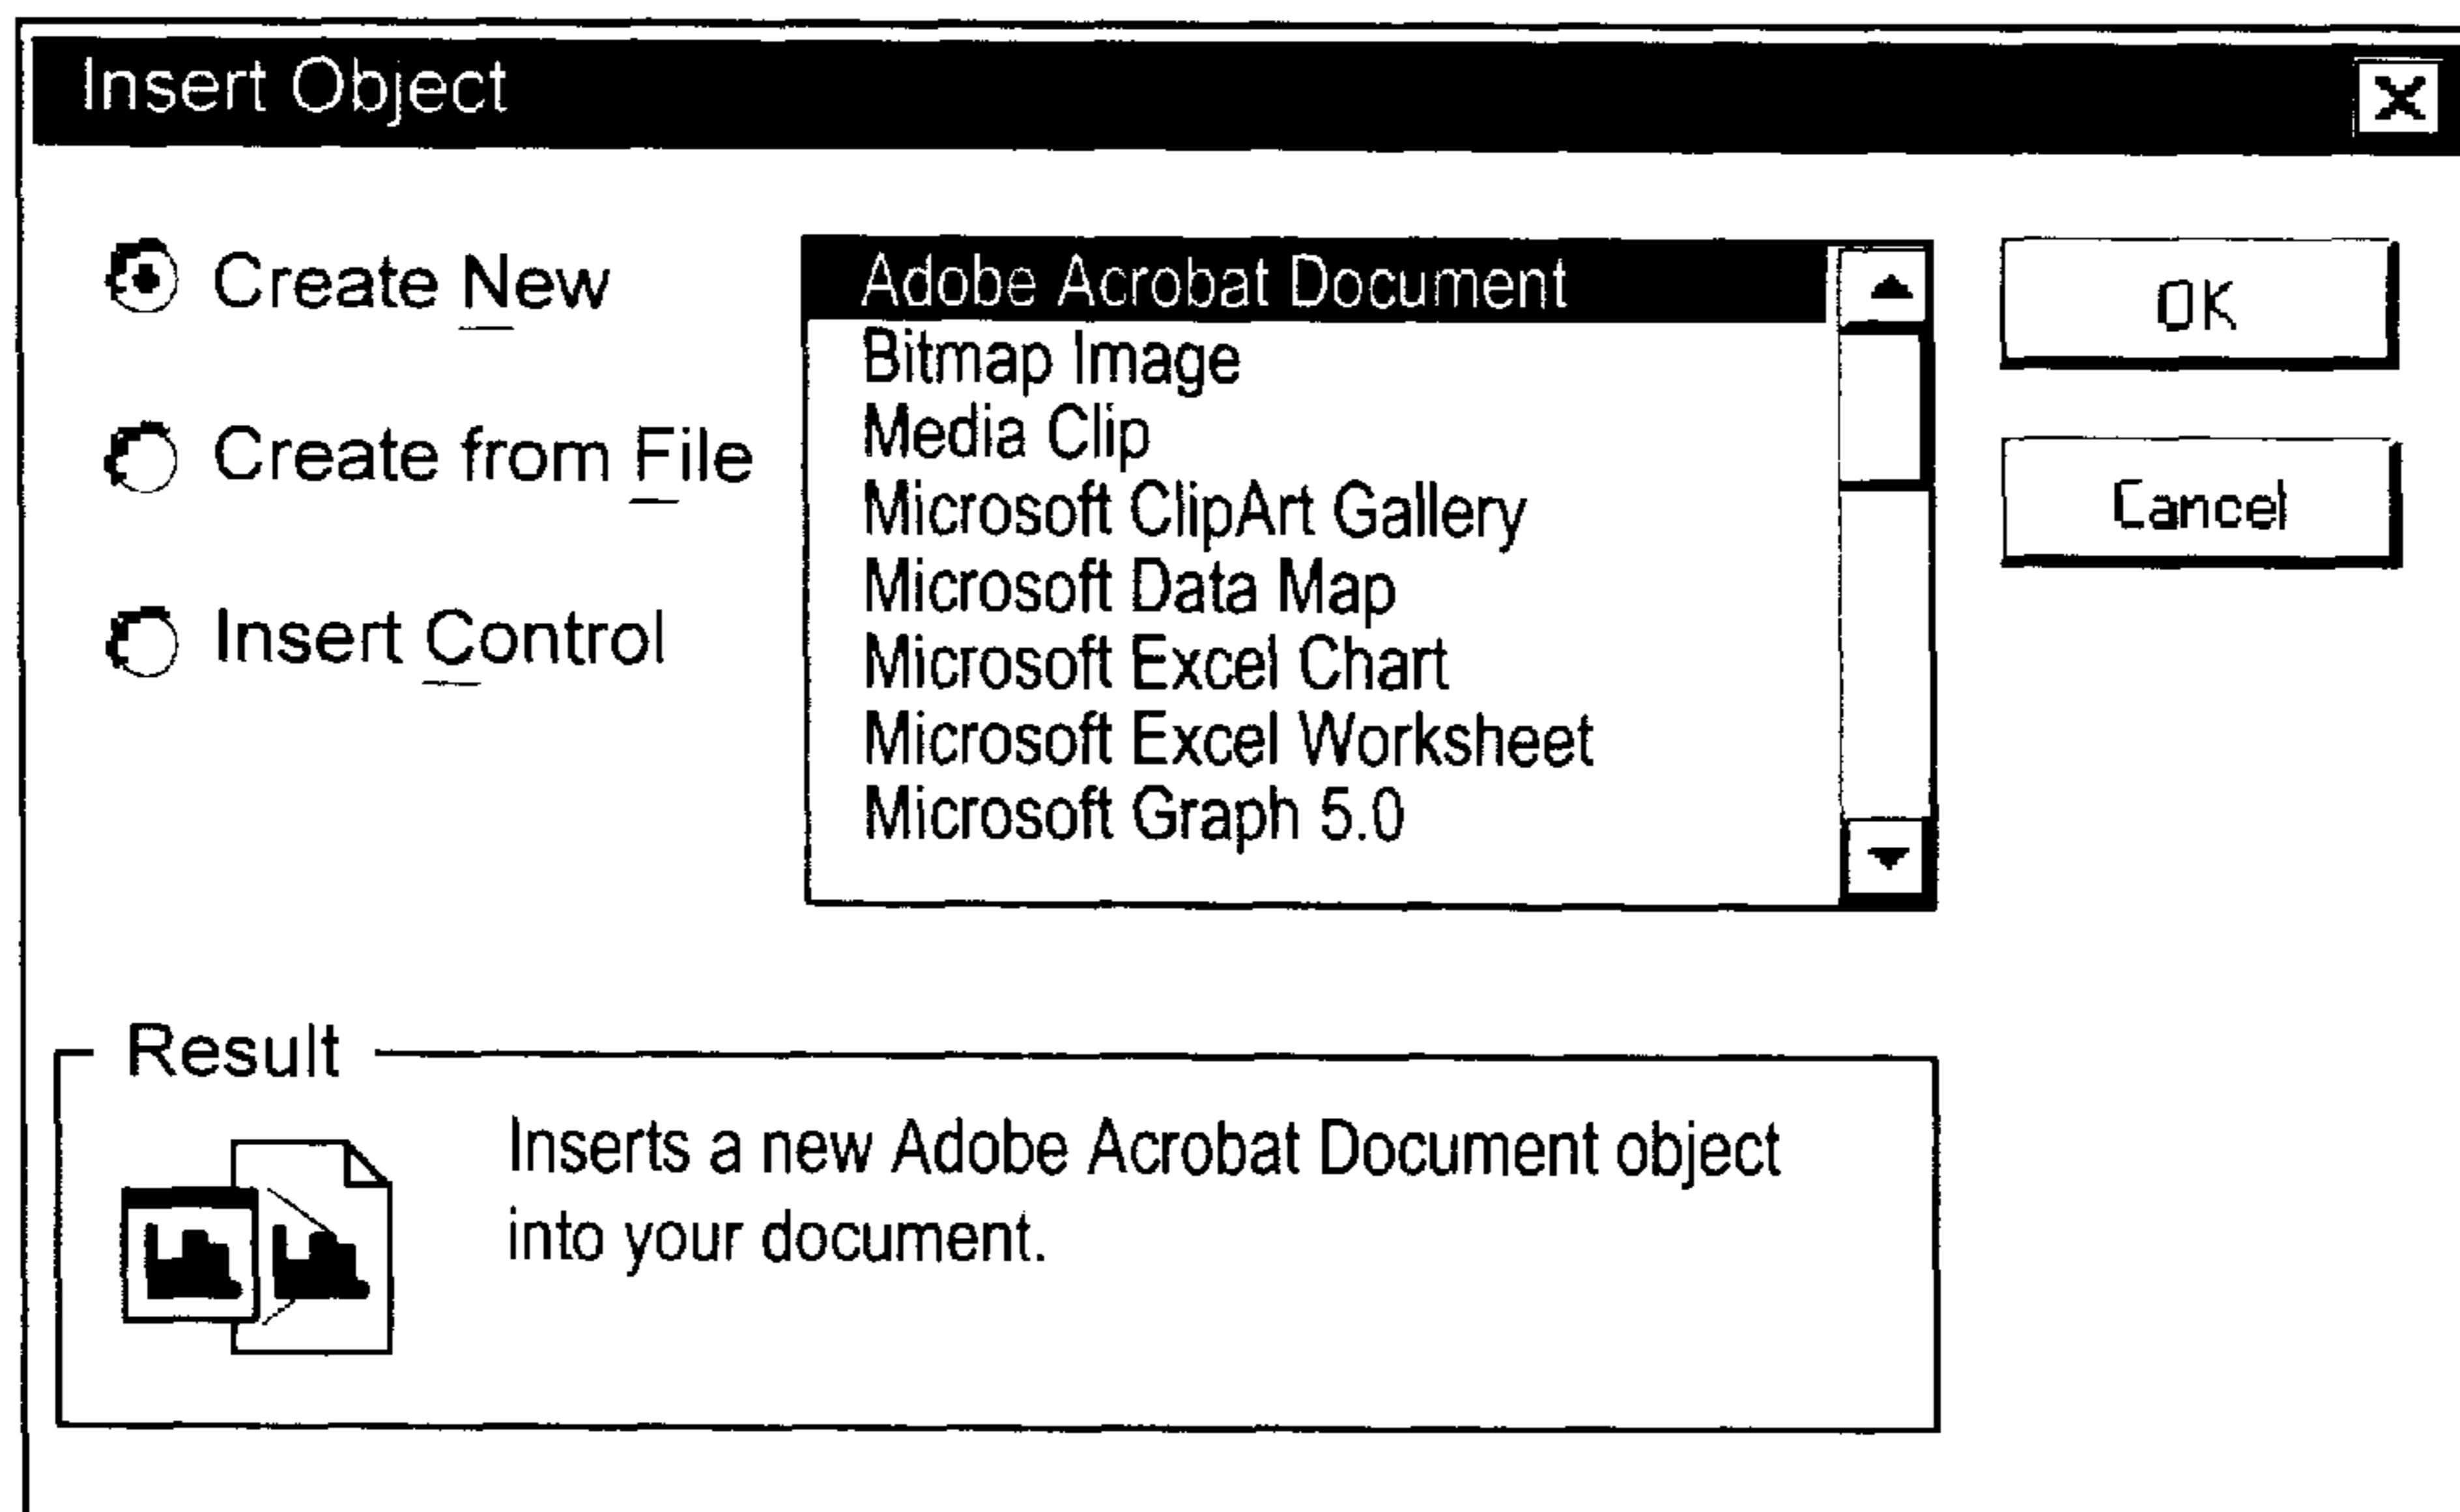 Insert Object
Create New
Create from File
Insert Control
Adobe Acrobat Document
Bitmap Image
Media Clip
Microsoft ClipArt Gallery
Microsoft Data Map
Microsoft Excel Chart
Microsoft Excel Worksheet
Microsoft Graph 5.0
OK
Cancel
Result
Inserts a new Adobe Acrobat Document object
into your document.